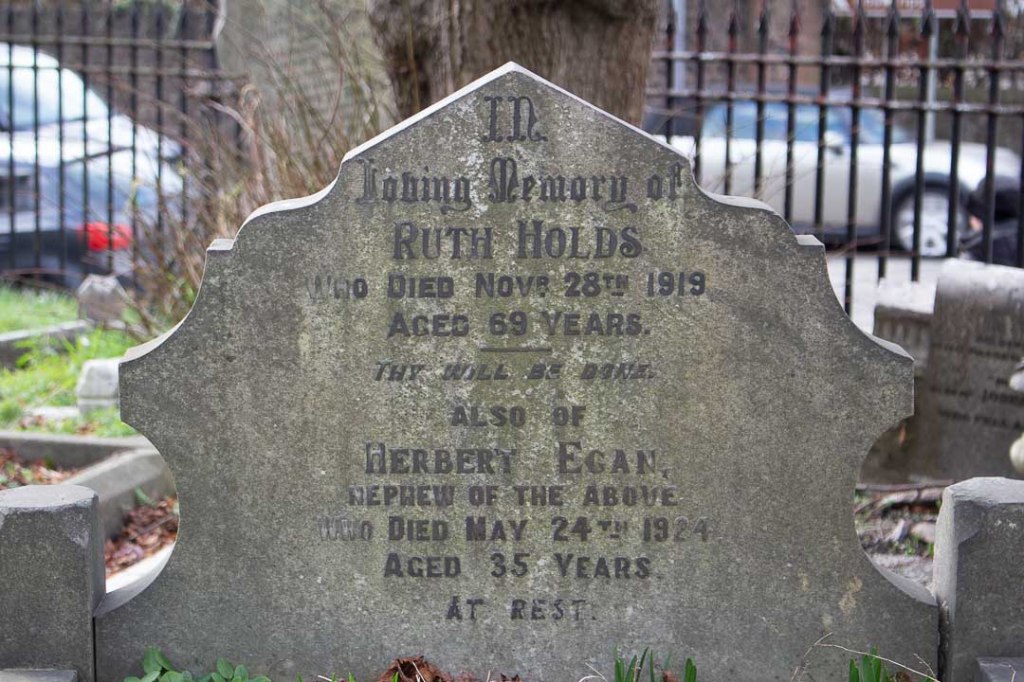 IN
Loving Memory of
RUTH HOLDS
WHO DIED NOVR 28TH 1919
AGED 69 YEARS.
THY WILL BE DONE.
ALSO OF
HERBERT EGAN,
NEPHEW OF THE ABOVE
WHO DIED MAY 24TH 1924
AGED 35 YEARS.
AT REST.